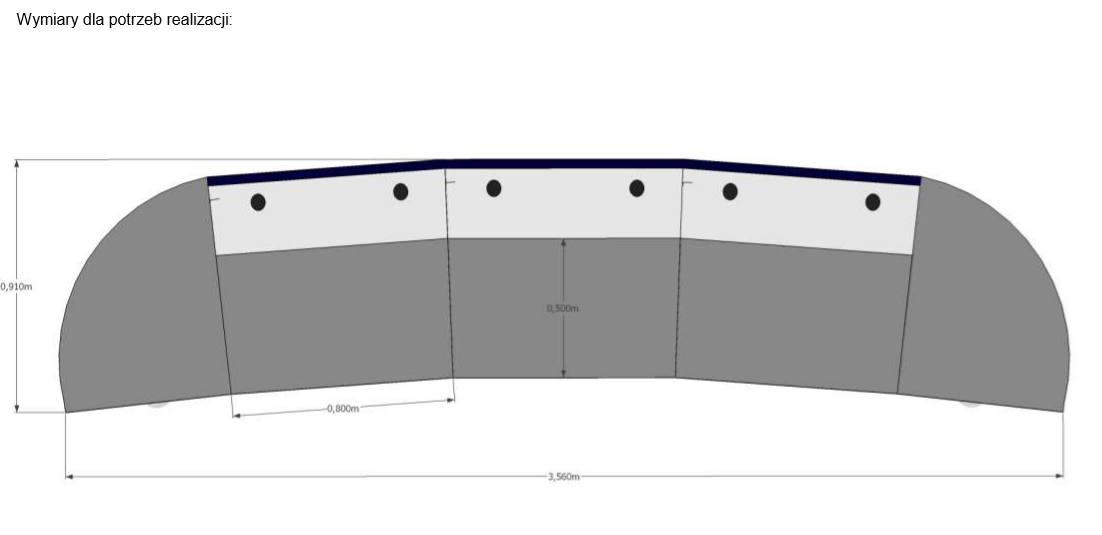 Wymiary dla potrzeb realizacji:
0,910m
0,500m
0,800m
3,560m